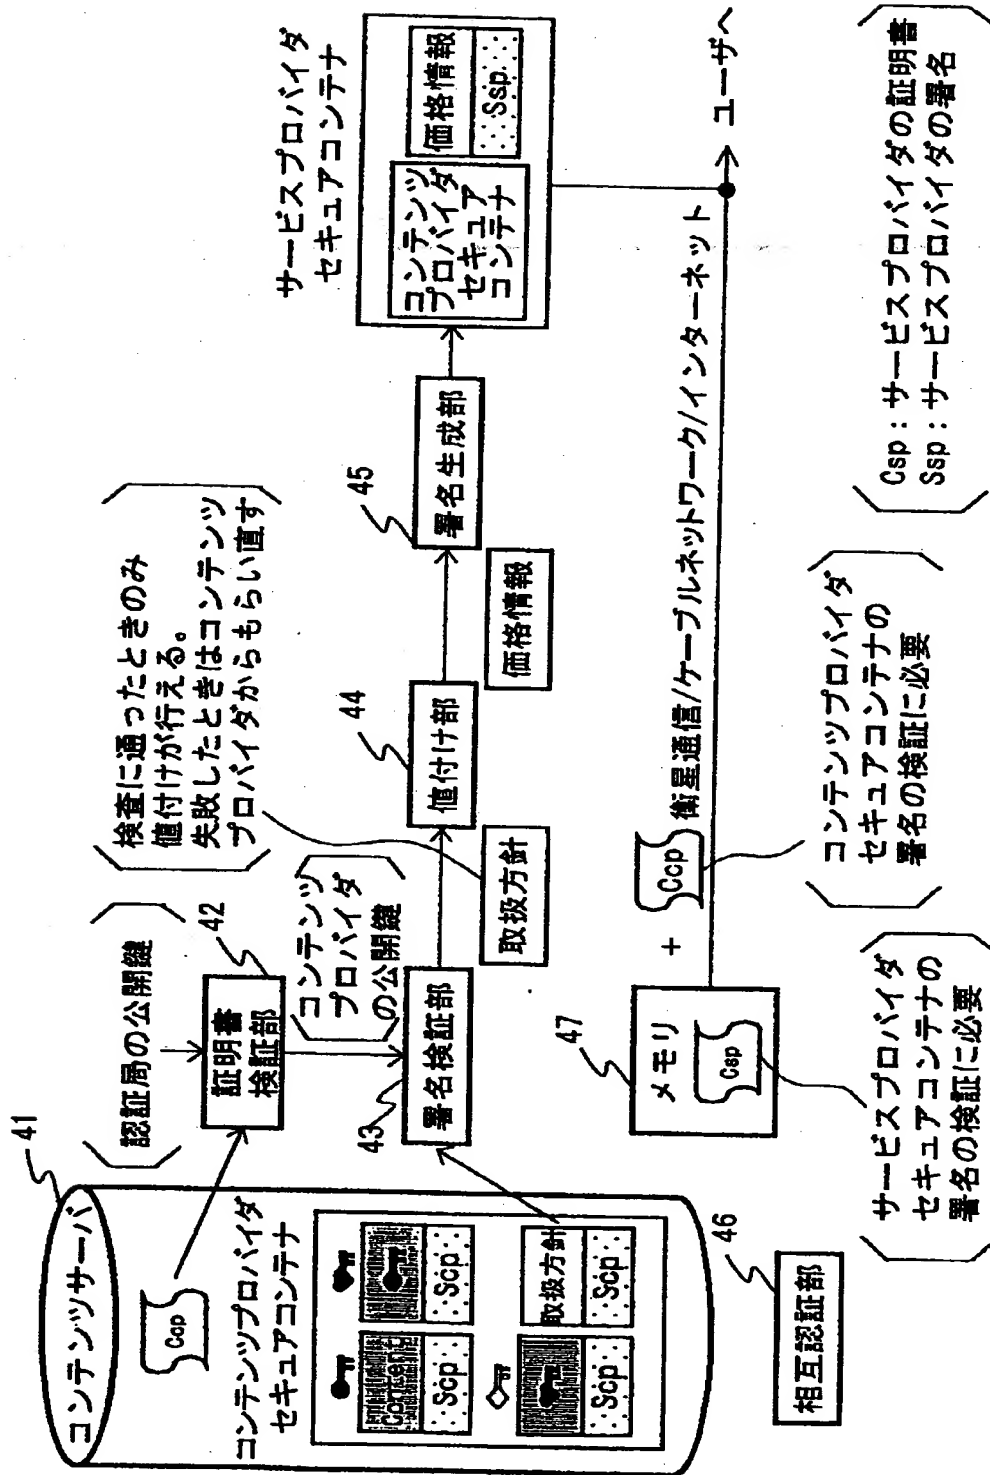 コンテンツサーバ
41
Ccp
コンテンツプロバイダ
セキュアコンテナ
Content
Scp
Scp
Scp
取扱方針
Scp
認証局の公開鍵
42
証明書
検証部
コンテンツ
プロバイダ
の公開鍵
43
署名検証部
取扱方針
検査に通ったときのみ
値付けが行える。
失敗したときはコンテンツ
プロバイダからもらい直す
44
値付け部
価格情報
45
署名生成部
サービスプロバイダ
セキュアコンテナ
コンテンツ
プロバイダ
セキュア
コンテナ
価格情報
Ssp
46
相互認証部
47
メモリ
Csp
+
Ccp
衛星通信/ケーブルネットワーク/インターネット
ユーザへ
サービスプロバイダ
セキュアコンテナの
署名の検証に必要
コンテンツプロバイダ
セキュアコンテナの
署名の検証に必要
Csp：サービスプロバイダの証明書
Ssp：サービスプロバイダの署名